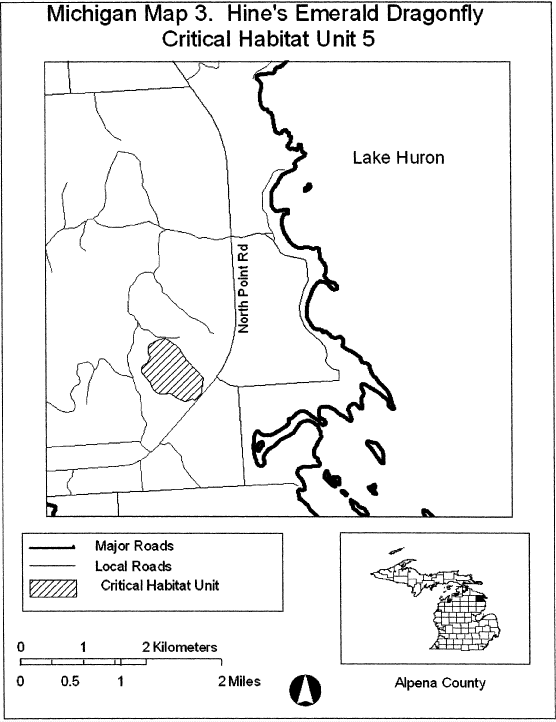 Michigan Map 3. Hine's Emerald Dragonfly
Critical Habitat Unit 5
Lake Huron
North Point Rd
Major Roads
Local Roads
Critical Habitat Unit
0 1 2 Kilometers
0 0.5 1 2 Miles
Alpena County